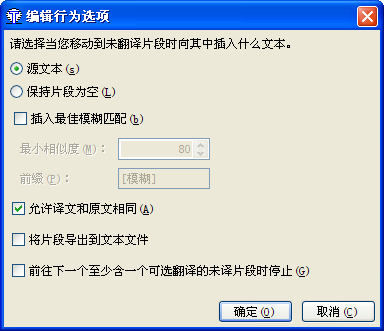 编辑行为选项
请选择当您移动到未翻译片段时向其中插入什么文本。
源文本(s)
保持片段为空(L)
插入最佳模糊匹配(b)
最小相似度(M)： 80
前缀(P)： [模糊]
允许译文和原文相同(A)
将片段导出到文本文件
前往下一个至少含一个可选翻译的未译片段时停止(G)
确定(O) 取消(C)